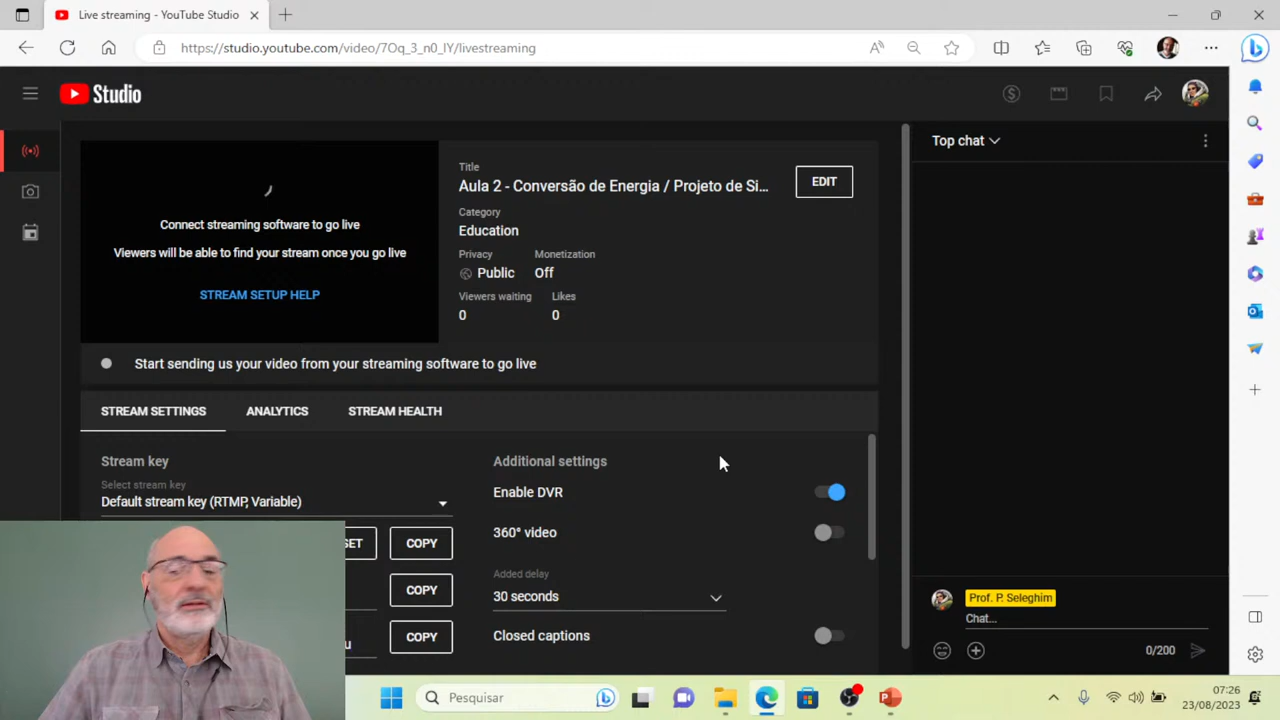 Live streaming - YouTube Studio
https://studio.youtube.com/video/7Oq_3_n0_lY/livestreaming
Studio
Connect streaming software to go live
Viewers will be able to find your stream once you go live
STREAM SETUP HELP
Title
Aula 2 - Conversão de Energia / Projeto de Si...
EDIT
Category
Education
Privacy
Monetization
Public
Off
Viewers waiting
Likes
0
0
Start sending us your video from your streaming software to go live
STREAM SETTINGS
ANALYTICS
STREAM HEALTH
Stream key
Select stream key
Default stream key (RTMP, Variable)
SET
COPY
COPY
u
COPY
Additional settings
Enable DVR
360° video
Added delay
30 seconds
Closed captions
Top chat
Prof. P. Seleghim
Chat...
0/200
Pesquisar
07:26
23/08/2023